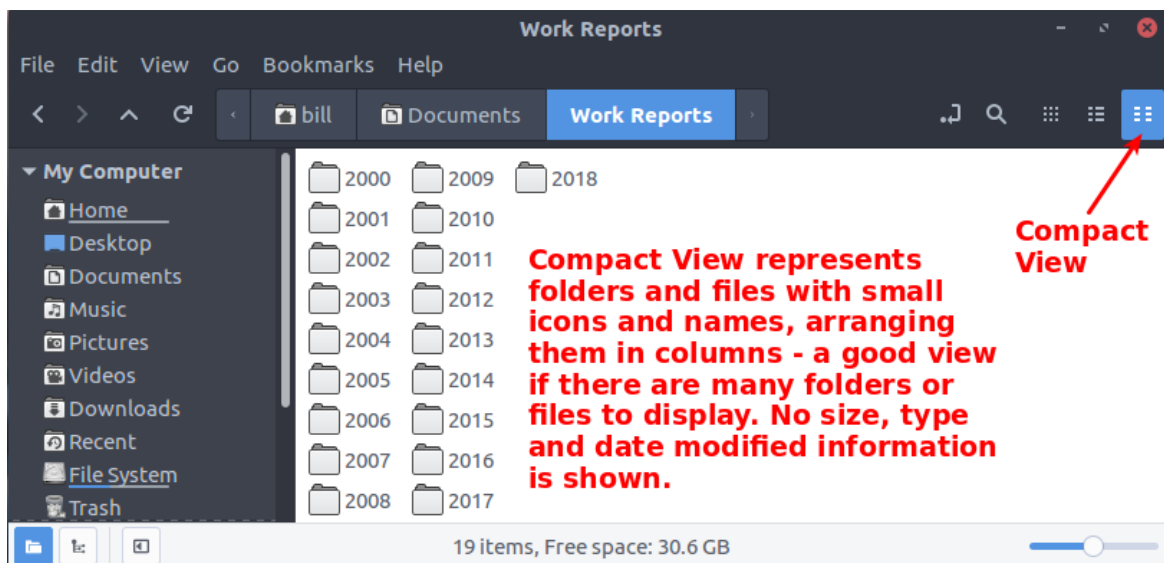 Work Reports
File Edit View Go Bookmarks Help
bill Documents Work Reports
My Computer
Home
Desktop
Documents
Music
Pictures
Videos
Downloads
Recent
File System
Trash
2000 2009 2018
2001 2010
2002 2011
2003 2012
2004 2013
2005 2014
2006 2015
2007 2016
2008 2017
Compact
View
Compact View represents
folders and files with small
icons and names, arranging
them in columns - a good view
if there are many folders or
files to display. No size, type
and date modified information
is shown.
19 items, Free space: 30.6 GB